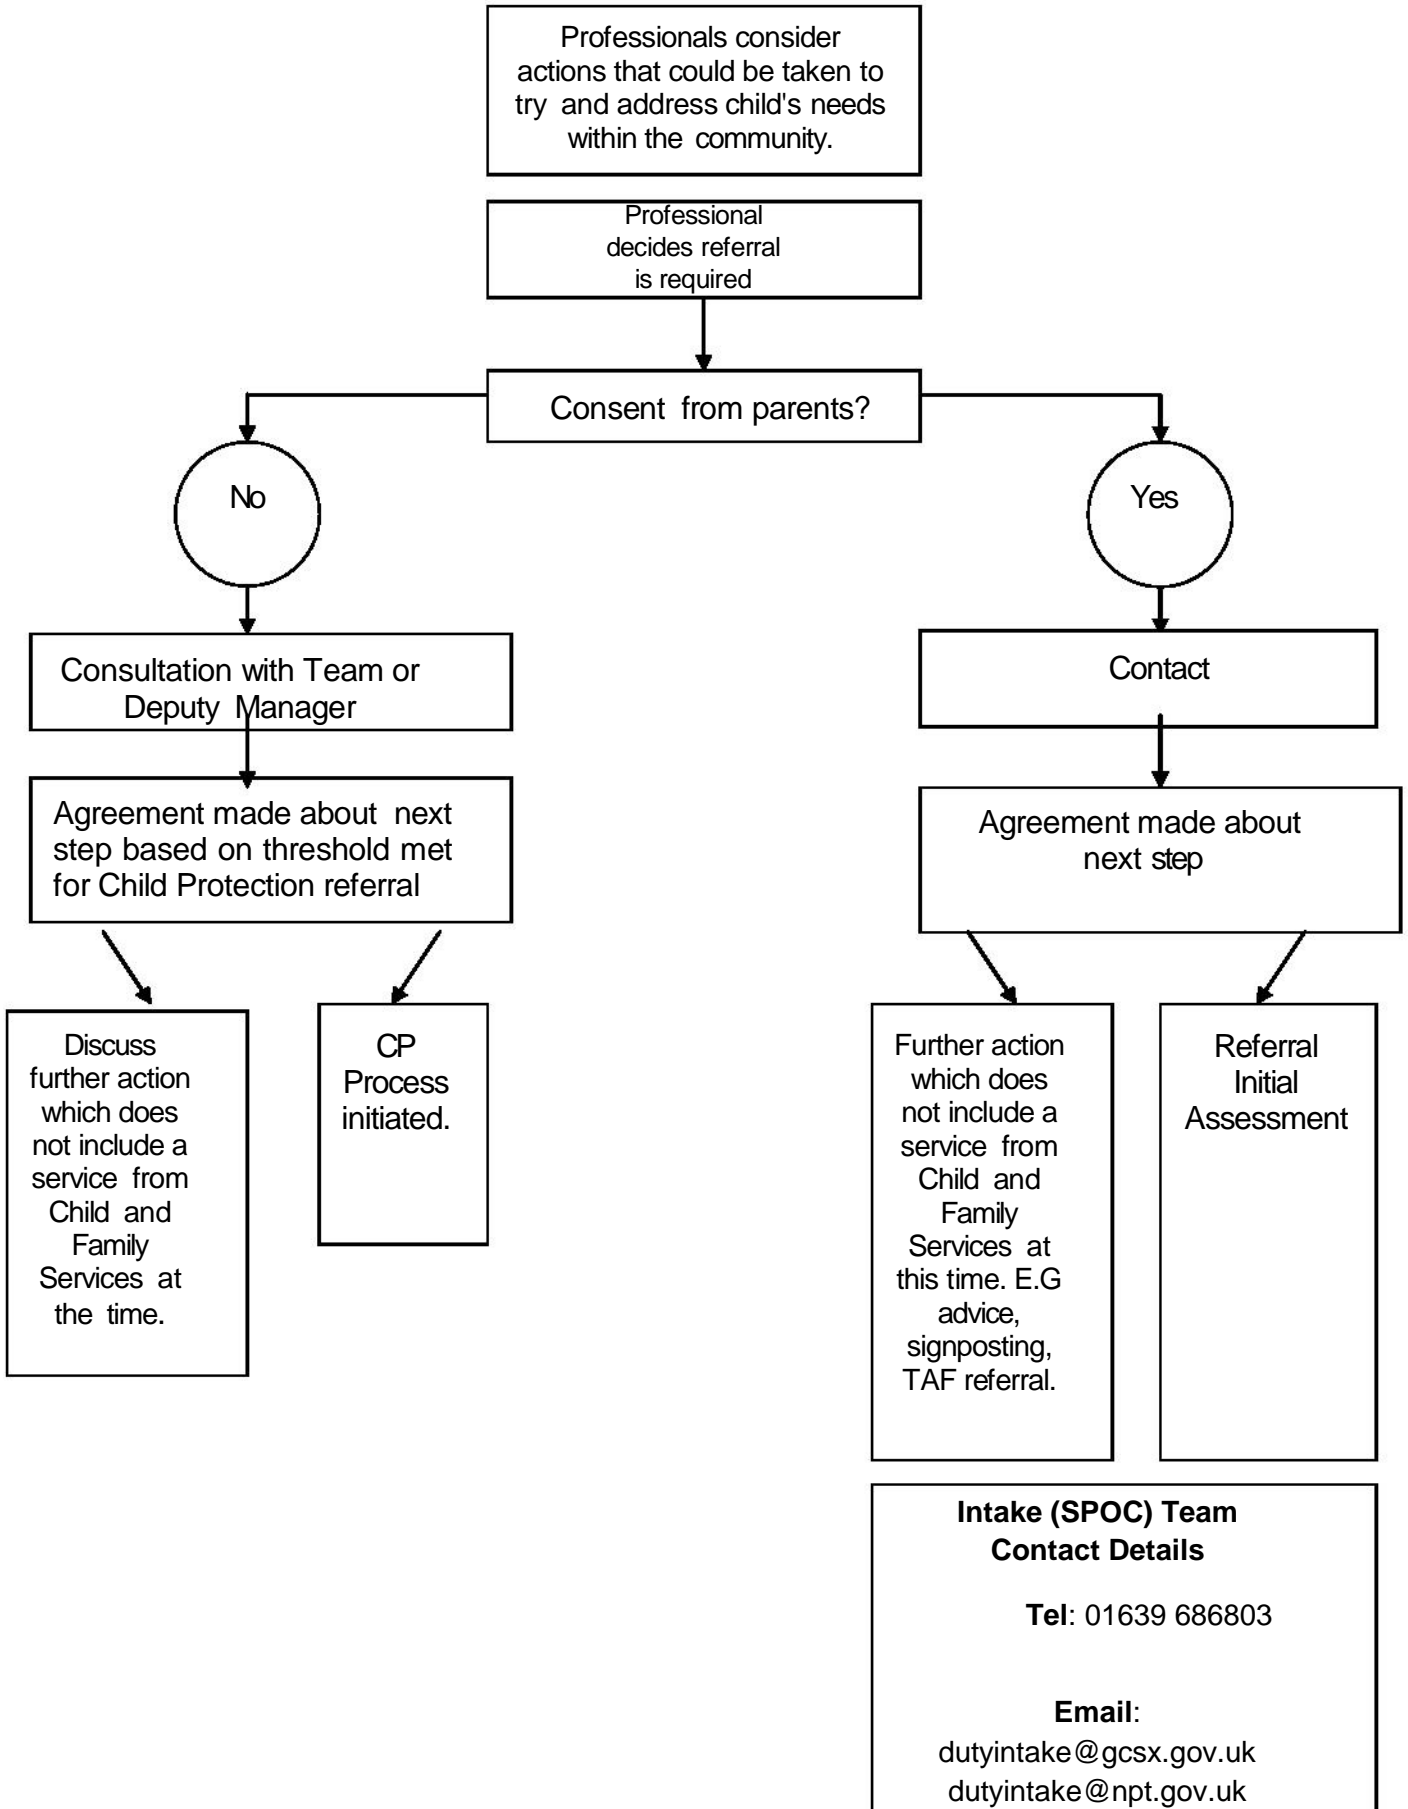 Professionals consider
actions that could be taken to
try and address child's needs
within the community.
Professional
decides referral
is required
Consent from parents?
No
Yes
Consultation with Team or
Deputy Manager
Contact
Agreement made about next
step based on threshold met
for Child Protection referral
Agreement made about
next step
Discuss
further action
which does
not include a
service from
Child and
Family
Services at
the time.
CP
Process
initiated.
Further action
which does
not include a
service from
Child and
Family
Services at
this time. E.G
advice,
signposting,
TAF referral.
Referral
Initial
Assessment
Intake (SPOC) Team
Contact Details
Tel: 01639 686803
Email:
dutyintake@gcsx.gov.uk
dutyintake@npt.gov.uk